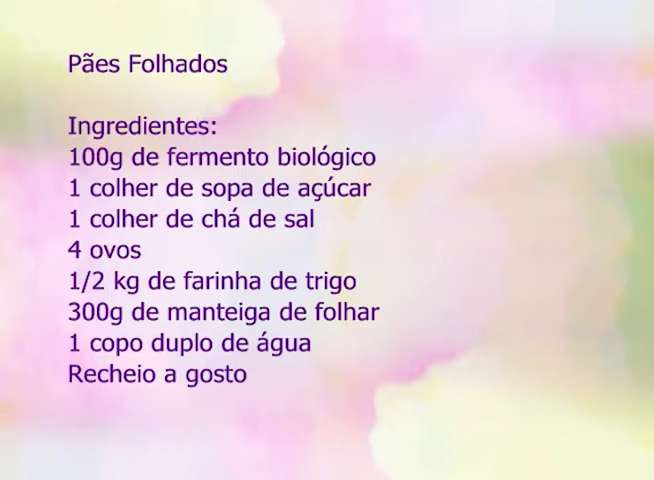 Pães Folhados
Ingredientes:
100g de fermento biológico
1 colher de sopa de açúcar
1 colher de chá de sal
4 ovos
1/2 kg de farinha de trigo
300g de manteiga de folhar
1 copo duplo de água
Recheio a gosto